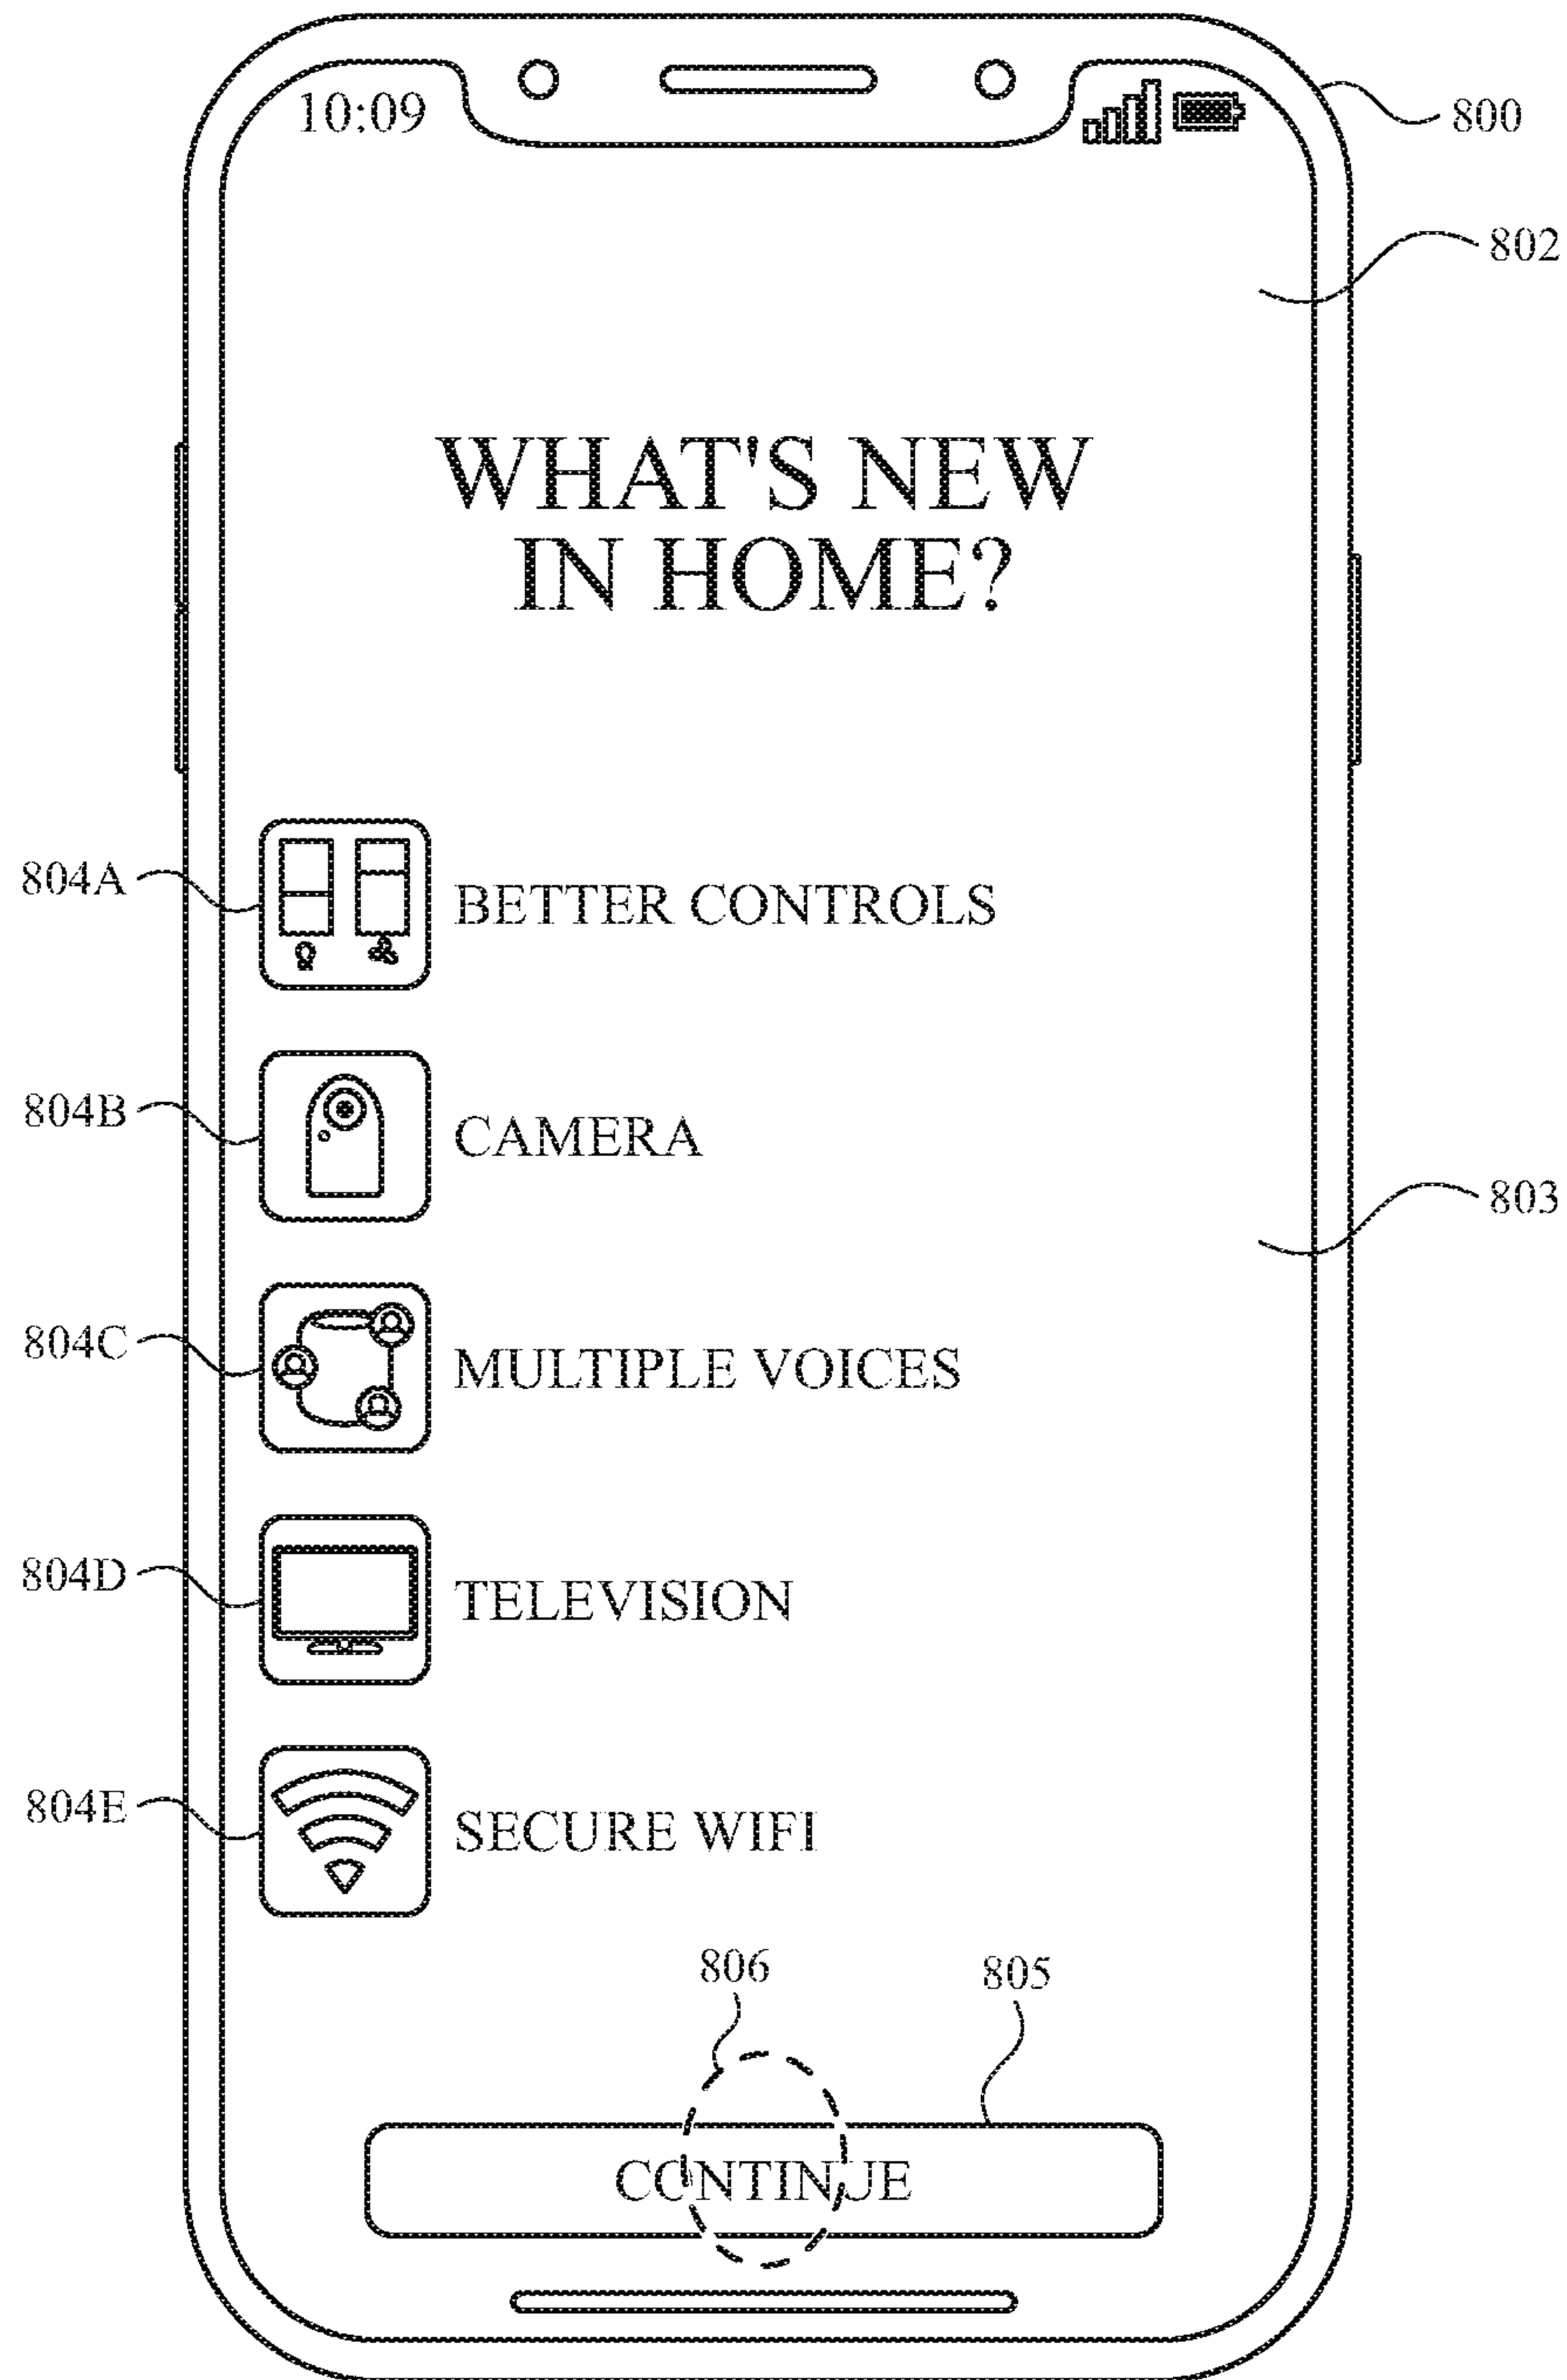 10:09
800
802
WHAT'S NEW
IN HOME?
804A
BETTER CONTROLS
804B
CAMERA
803
804C
MULTIPLE VOICES
804D
TELEVISION
804E
SECURE WIFI
806
805
CONTINUE